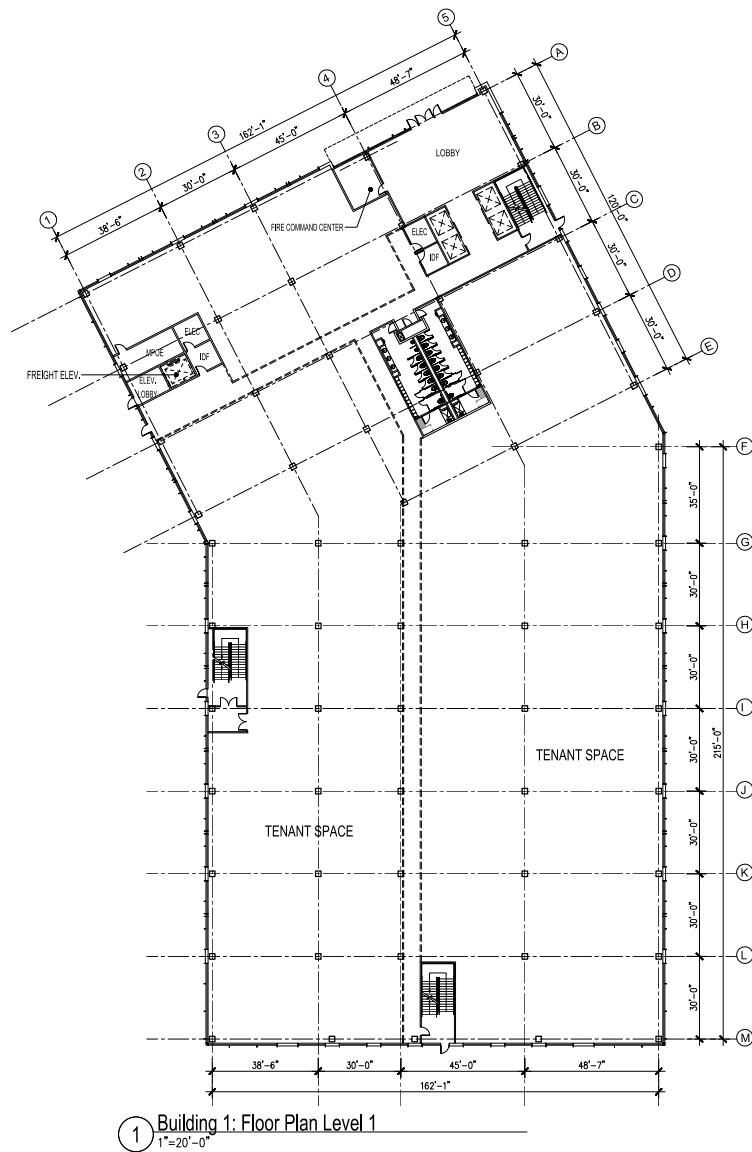 5
A
48'-7"
4
162'-1"
30'-0"
B
3
45'-0"
LOBBY
30'-0"
2
30'-0"
C
120'-0"
1
38'-6"
FIRE COMMAND CENTER
ELEC
IDF
30'-0"
D
30'-0"
E
ELEC
MPOE
IDF
FREIGHT ELEV.
ELEV.
LOBBY
F
35'-0"
G
30'-0"
H
30'-0"
I
30'-0"
215'-0"
TENANT SPACE
J
TENANT SPACE
30'-0"
K
30'-0"
L
30'-0"
M
38'-6" 30'-0" 45'-0" 48'-7"
162'-1"
1 Building 1: Floor Plan Level 1
1"=20'-0"